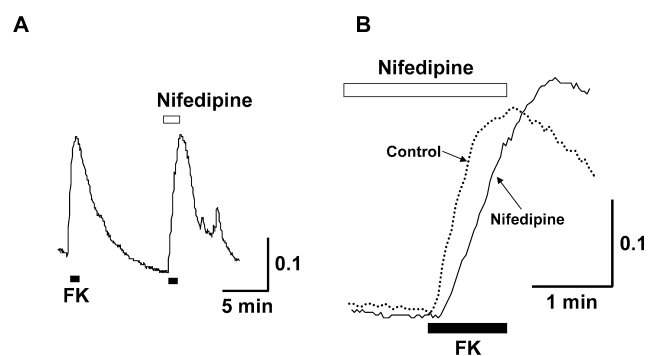 A
B
Nifedipine
Nifedipine
Control
Nifedipine
0.1
0.1
FK
5 min
1 min
FK